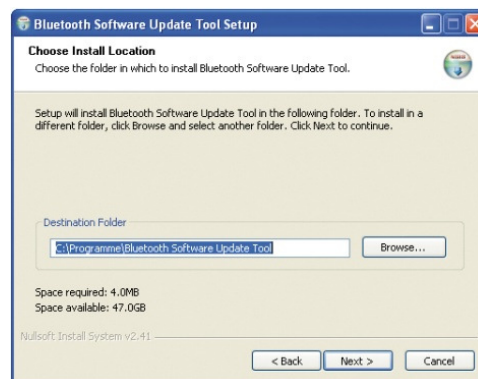 Bluetooth Software Update Tool Setup
Choose Install Location
Choose the folder in which to install Bluetooth Software Update Tool.
Setup will install Bluetooth Software Update Tool in the following folder. To install in a
different folder, click Browse and select another folder. Click Next to continue.
Destination Folder
C:\Programme\Bluetooth Software Update Tool
Browse...
Space required: 4.0MB
Space available: 47.0GB
Nullsoft Install System v2.41
< Back
Next >
Cancel